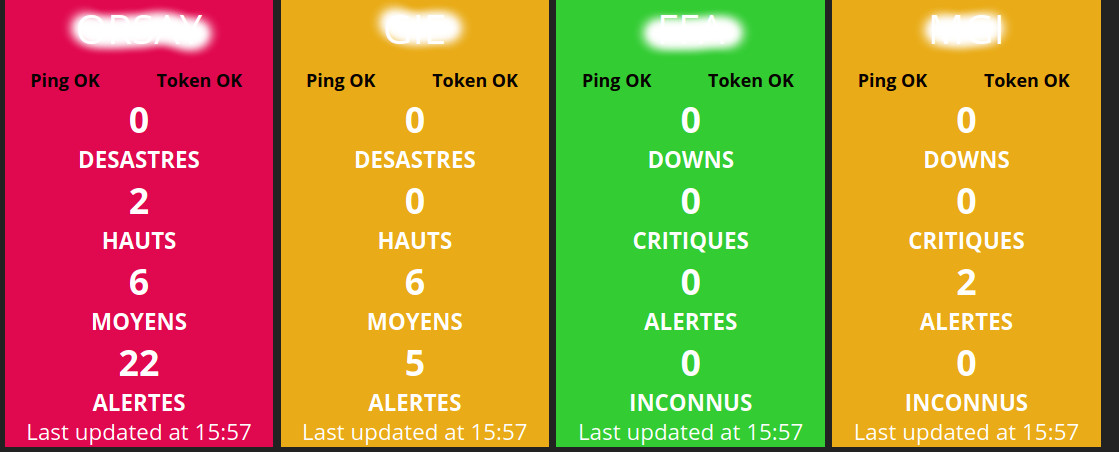 Ping OK Token OK
0
DESASTRES
2
HAUTS
6
MOYENS
22
ALERTES
Last updated at 15:57
Ping OK Token OK
0
DESASTRES
0
HAUTS
6
MOYENS
5
ALERTES
Last updated at 15:57
Ping OK Token OK
0
DOWNS
0
CRITIQUES
0
ALERTES
0
INCONNUS
Last updated at 15:57
Ping OK Token OK
0
DOWNS
0
CRITIQUES
2
ALERTES
0
INCONNUS
Last updated at 15:57